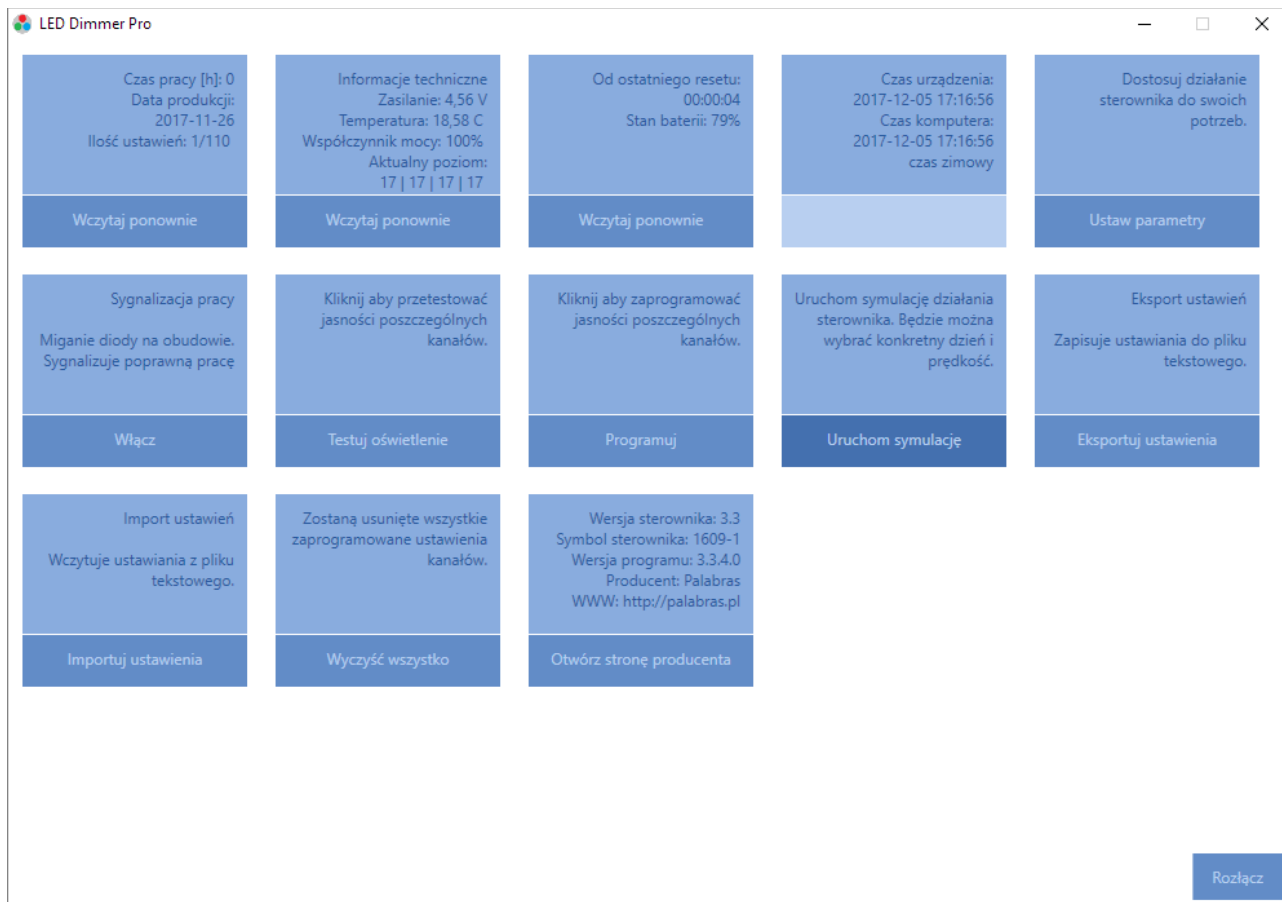 LED Dimmer Pro
Czas pracy [h]: 0
Data produkcji:
2017-11-26
Ilość ustawień: 1/110
Wczytaj ponownie
Informacje techniczne
Zasilanie: 4,56 V
Temperatura: 18,58 C
Współczynnik mocy: 100%
Aktualny poziom:
17 | 17 | 17 | 17
Wczytaj ponownie
Od ostatniego resetu:
00:00:04
Stan baterii: 79%
Wczytaj ponownie
Czas urządzenia:
2017-12-05 17:16:56
Czas komputera:
2017-12-05 17:16:56
czas zimowy
Dostosuj działanie
sterownika do swoich
potrzeb.
Ustaw parametry
Sygnalizacja pracy
Miganie diody na obudowie.
Sygnalizuje poprawną pracę
Włącz
Kliknij aby przetestować
jasności poszczególnych
kanałów.
Testuj oświetlenie
Kliknij aby zaprogramować
jasności poszczególnych
kanałów.
Programuj
Uruchom symulację działania
sterownika. Będzie można
wybrać konkretny dzień i
prędkość.
Uruchom symulację
Eksport ustawień
Zapisuje ustawiania do pliku
tekstowego.
Eksportuj ustawienia
Import ustawień
Wczytuje ustawiania z pliku
tekstowego.
Importuj ustawienia
Zostaną usunięte wszystkie
zaprogramowane ustawienia
kanałów.
Wyczyść wszystko
Wersja sterownika: 3.3
Symbol sterownika: 1609-1
Wersja programu: 3.3.4.0
Producent: Palabras
WWW: http://palabras.pl
Otwórz stronę producenta
Rozłącz